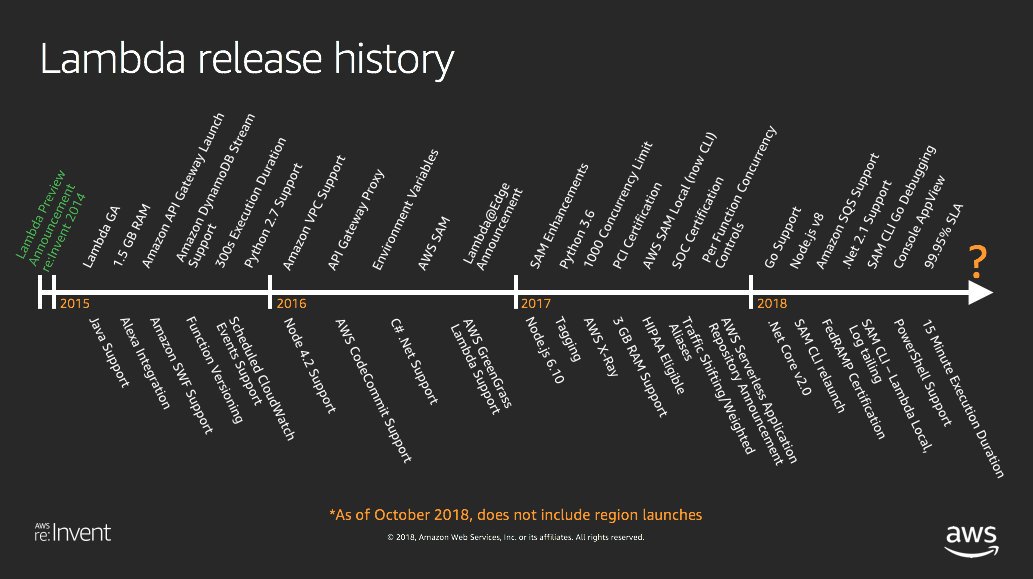 Lambda release history
Lambda Preview
Announcement
re:Invent 2014
Lambda GA
1.5 GB RAM
Amazon API Gateway Launch
Amazon DynamoDB Stream
Support
300s Execution Duration
Python 2.7 Support
Amazon VPC Support
API Gateway Proxy
Environment Variables
AWS SAM
Lambda@Edge
Announcement
SAM Enhancements
Python 3.6
1000 Concurrency Limit
PCI Certification
AWS SAM Local (now CLI)
SOC Certification
Per Function Concurrency
Controls
Go Support
Node.js v8
Amazon SQS Support
.Net 2.1 Support
SAM CLI Go Debugging
Console AppView
99.95% SLA
?
2015
2016
2017
2018
Java Support
Alexa Integration
Amazon SWF Support
Function Versioning
Scheduled CloudWatch
Events Support
Node 4.2 Support
AWS CodeCommit Support
C# .Net Support
AWS GreenGrass
Lambda Support
Node.js 6.10
Tagging
AWS X-Ray
3 GB RAM Support
HIPAA Eligible
Traffic Shifting/Weighted
Aliases
AWS Serverless Application
Repository Announcement
.Net Core v2.0
SAM CLI relaunch
FedRAMP Certification
SAM CLI – Lambda Local,
Log tailing
PowerShell Support
15 Minute Execution Duration
*As of October 2018, does not include region launches
© 2018, Amazon Web Services, Inc. or its affiliates. All rights reserved.
AWS
re:Invent
aws